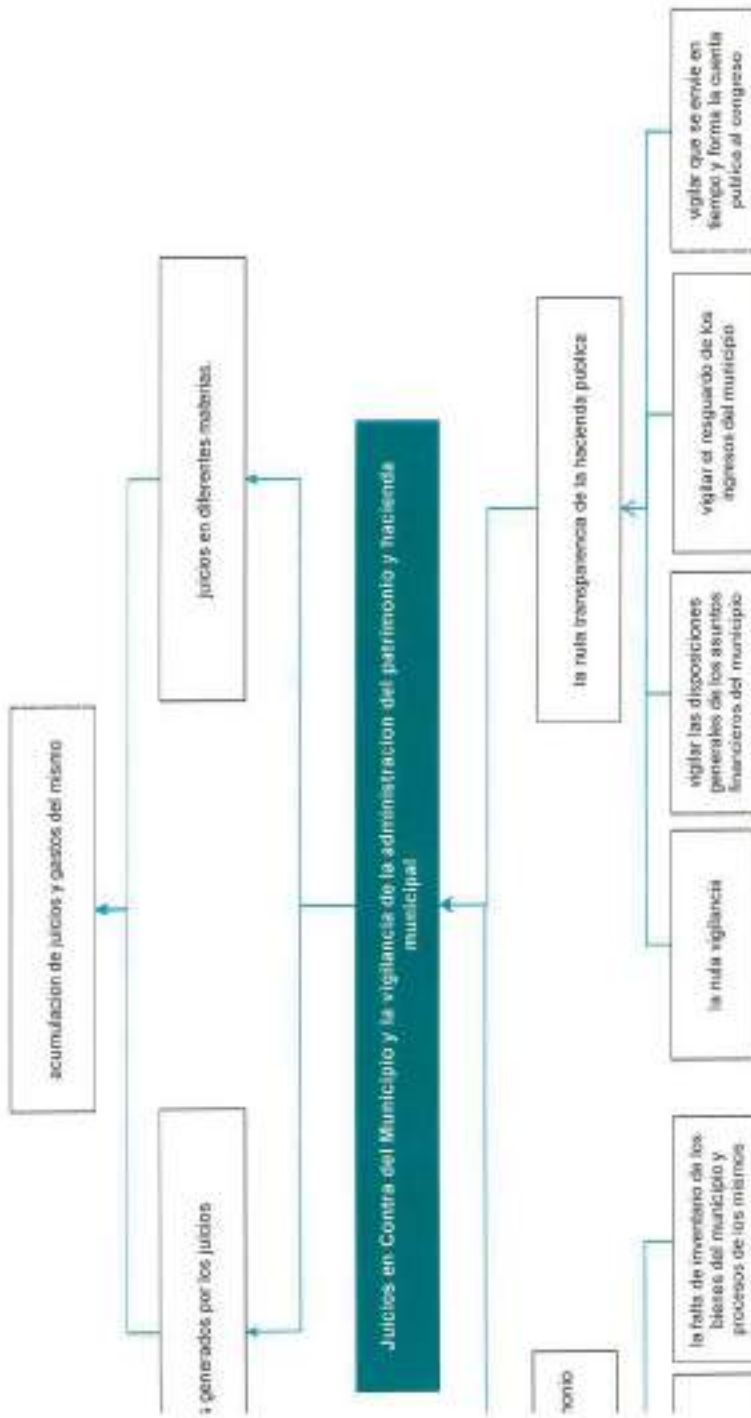 acumulacion de juicios y gastos del mismo
s generados por los juicios
juicios en diferentes materias.
Juicios en Contra del Municipio y la vigilancia de la administracion del patrimonio y hacienda
municipal
monio
la nula transparencia de la hacienda publica
la falta de inventario de los
bienes del municipio y
procesos de los mismos
la nula vigilancia
vigilar las disposiciones
generales de los asuntos
financieros del municipio
vigilar el resguardo de los
ingresos del municipio
vigilar que se envie en
tiempo y forma la cuenta
publica al congreso